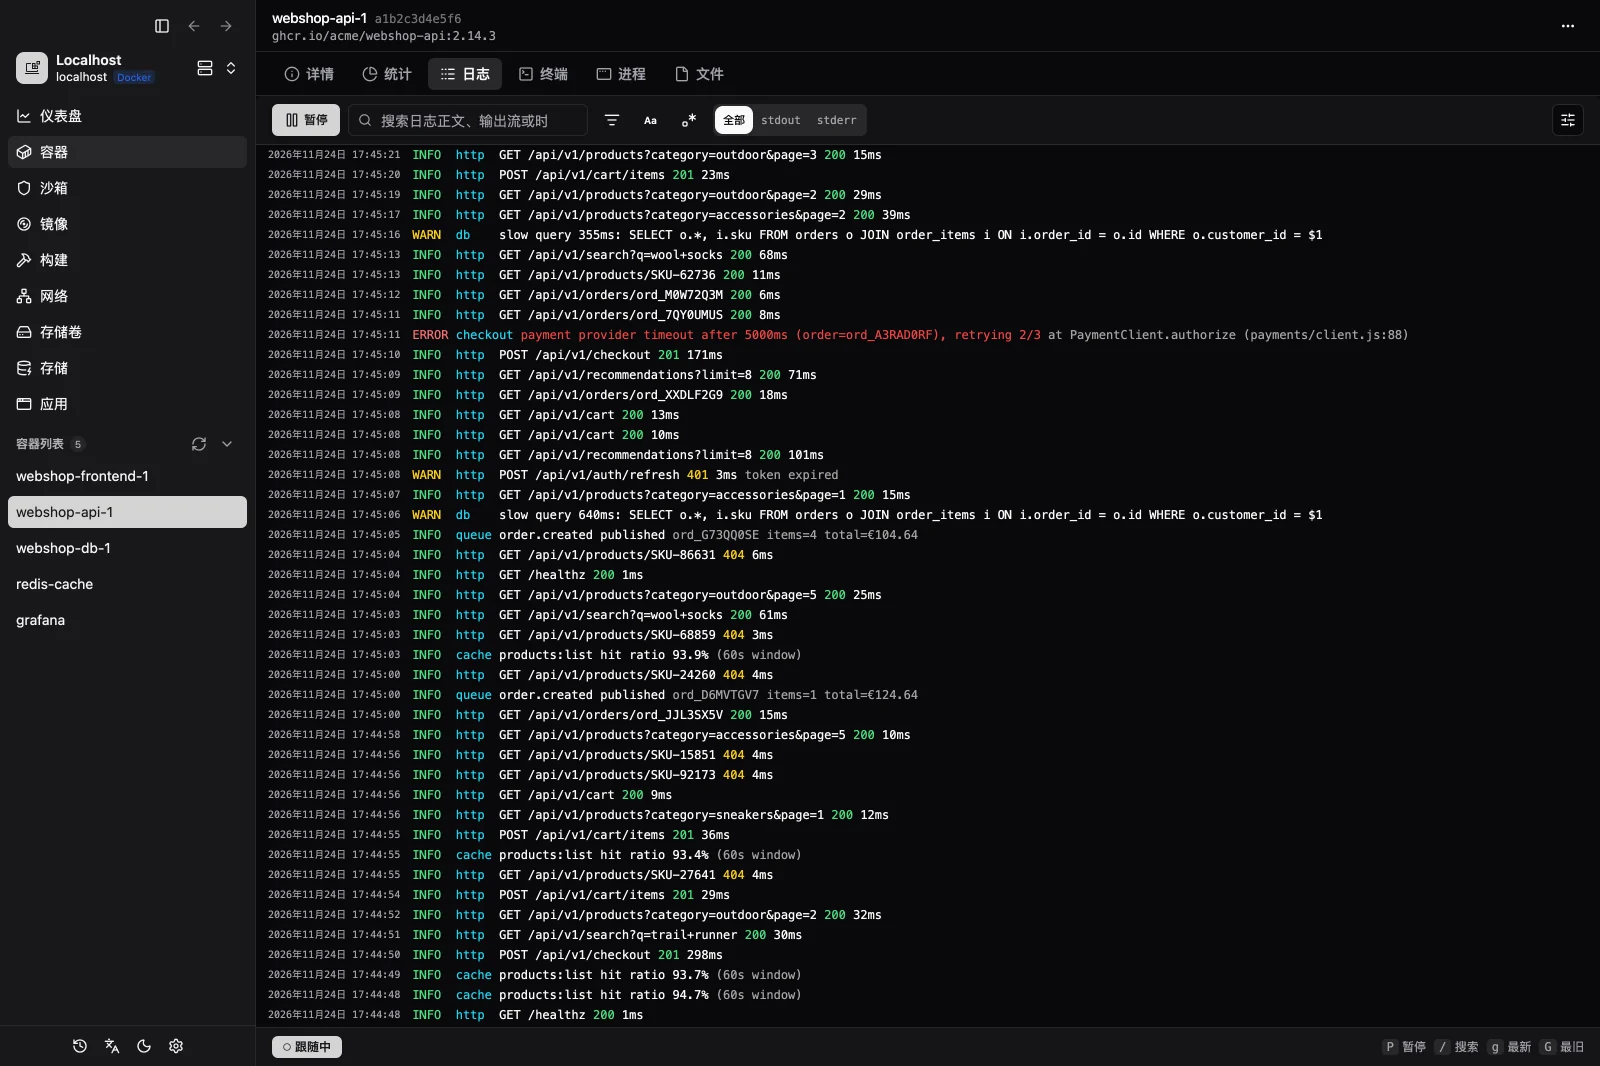 Localhost
localhost Docker
仪表盘
容器
沙箱
镜像
构建
网络
存储卷
存储
应用
容器列表 5
webshop-frontend-1
webshop-api-1
webshop-db-1
redis-cache
grafana
webshop-api-1 a1b2c3d4e5f6
ghcr.io/acme/webshop-api:2.14.3
详情 统计 日志 终端 进程 文件
暂停 搜索日志正文、输出流或时 Aa .* 全部 stdout stderr
2026年11月24日 17:45:21 INFO http GET /api/v1/products?category=outdoor&page=3 200 15ms
2026年11月24日 17:45:20 INFO http POST /api/v1/cart/items 201 23ms
2026年11月24日 17:45:19 INFO http GET /api/v1/products?category=outdoor&page=2 200 29ms
2026年11月24日 17:45:17 INFO http GET /api/v1/products?category=accessories&page=2 200 39ms
2026年11月24日 17:45:16 WARN db slow query 355ms: SELECT o.*, i.sku FROM orders o JOIN order_items i ON i.order_id = o.id WHERE o.customer_id = $1
2026年11月24日 17:45:13 INFO http GET /api/v1/search?q=wool+socks 200 68ms
2026年11月24日 17:45:13 INFO http GET /api/v1/products/SKU-62736 200 11ms
2026年11月24日 17:45:12 INFO http GET /api/v1/orders/ord_M0W72Q3M 200 6ms
2026年11月24日 17:45:11 INFO http GET /api/v1/orders/ord_7QY0UMUS 200 8ms
2026年11月24日 17:45:11 ERROR checkout payment provider timeout after 5000ms (order=ord_A3RAD0RF), retrying 2/3 at PaymentClient.authorize (payments/client.js:88)
2026年11月24日 17:45:10 INFO http POST /api/v1/checkout 201 171ms
2026年11月24日 17:45:09 INFO http GET /api/v1/recommendations?limit=8 200 71ms
2026年11月24日 17:45:09 INFO http GET /api/v1/orders/ord_XXDLF2G9 200 18ms
2026年11月24日 17:45:08 INFO http GET /api/v1/cart 200 13ms
2026年11月24日 17:45:08 INFO http GET /api/v1/cart 200 10ms
2026年11月24日 17:45:08 INFO http GET /api/v1/recommendations?limit=8 200 101ms
2026年11月24日 17:45:08 WARN http POST /api/v1/auth/refresh 401 3ms token expired
2026年11月24日 17:45:07 INFO http GET /api/v1/products?category=accessories&page=1 200 15ms
2026年11月24日 17:45:06 WARN db slow query 640ms: SELECT o.*, i.sku FROM orders o JOIN order_items i ON i.order_id = o.id WHERE o.customer_id = $1
2026年11月24日 17:45:05 INFO queue order.created published ord_G73QQ0SE items=4 total=€104.64
2026年11月24日 17:45:04 INFO http GET /api/v1/products/SKU-86631 404 6ms
2026年11月24日 17:45:04 INFO http GET /healthz 200 1ms
2026年11月24日 17:45:04 INFO http GET /api/v1/products?category=outdoor&page=5 200 25ms
2026年11月24日 17:45:03 INFO http GET /api/v1/search?q=wool+socks 200 61ms
2026年11月24日 17:45:03 INFO http GET /api/v1/products/SKU-68859 404 3ms
2026年11月24日 17:45:03 INFO cache products:list hit ratio 93.9% (60s window)
2026年11月24日 17:45:00 INFO http GET /api/v1/products/SKU-24260 404 4ms
2026年11月24日 17:45:00 INFO queue order.created published ord_D6MVTGV7 items=1 total=€124.64
2026年11月24日 17:45:00 INFO http GET /api/v1/orders/ord_JJL3SX5V 200 15ms
2026年11月24日 17:44:58 INFO http GET /api/v1/products?category=accessories&page=5 200 10ms
2026年11月24日 17:44:56 INFO http GET /api/v1/products/SKU-15851 404 4ms
2026年11月24日 17:44:56 INFO http GET /api/v1/products/SKU-92173 404 4ms
2026年11月24日 17:44:56 INFO http GET /api/v1/cart 200 9ms
2026年11月24日 17:44:56 INFO http GET /api/v1/products?category=sneakers&page=1 200 12ms
2026年11月24日 17:44:55 INFO http POST /api/v1/cart/items 201 36ms
2026年11月24日 17:44:55 INFO cache products:list hit ratio 93.4% (60s window)
2026年11月24日 17:44:55 INFO http GET /api/v1/products/SKU-27641 404 4ms
2026年11月24日 17:44:54 INFO http POST /api/v1/cart/items 201 29ms
2026年11月24日 17:44:52 INFO http GET /api/v1/products?category=outdoor&page=2 200 32ms
2026年11月24日 17:44:51 INFO http GET /api/v1/search?q=trail+runner 200 30ms
2026年11月24日 17:44:50 INFO http POST /api/v1/checkout 201 298ms
2026年11月24日 17:44:49 INFO cache products:list hit ratio 93.7% (60s window)
2026年11月24日 17:44:48 INFO cache products:list hit ratio 94.7% (60s window)
2026年11月24日 17:44:48 INFO http GET /healthz 200 1ms
跟随中 P 暂停 / 搜索 g 最新 G 最旧